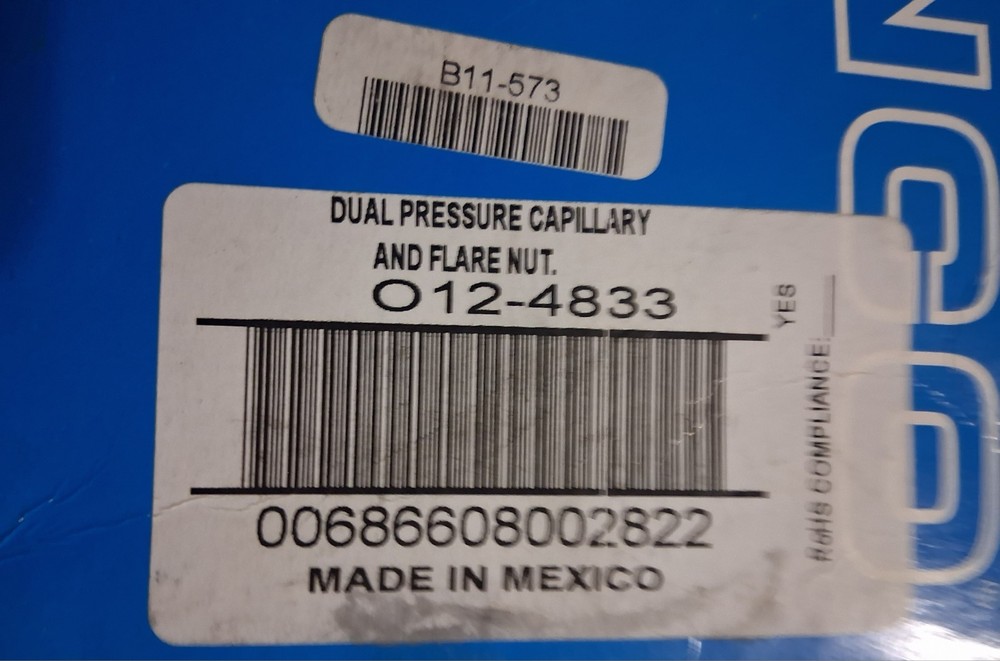 B11-573
DUAL PRESSURE CAPILLARY
AND FLARE NUT.
O12-4833
00686608002822
MADE IN MEXICO
RoHS COMPLIANCE: YES